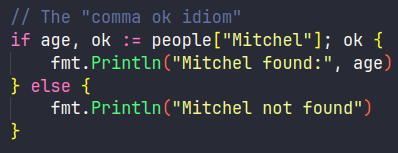 // The "comma ok idiom"
if age, ok := people["Mitchel"]; ok {
    fmt.Println("Mitchel found:", age)
} else {
    fmt.Println("Mitchel not found")
}